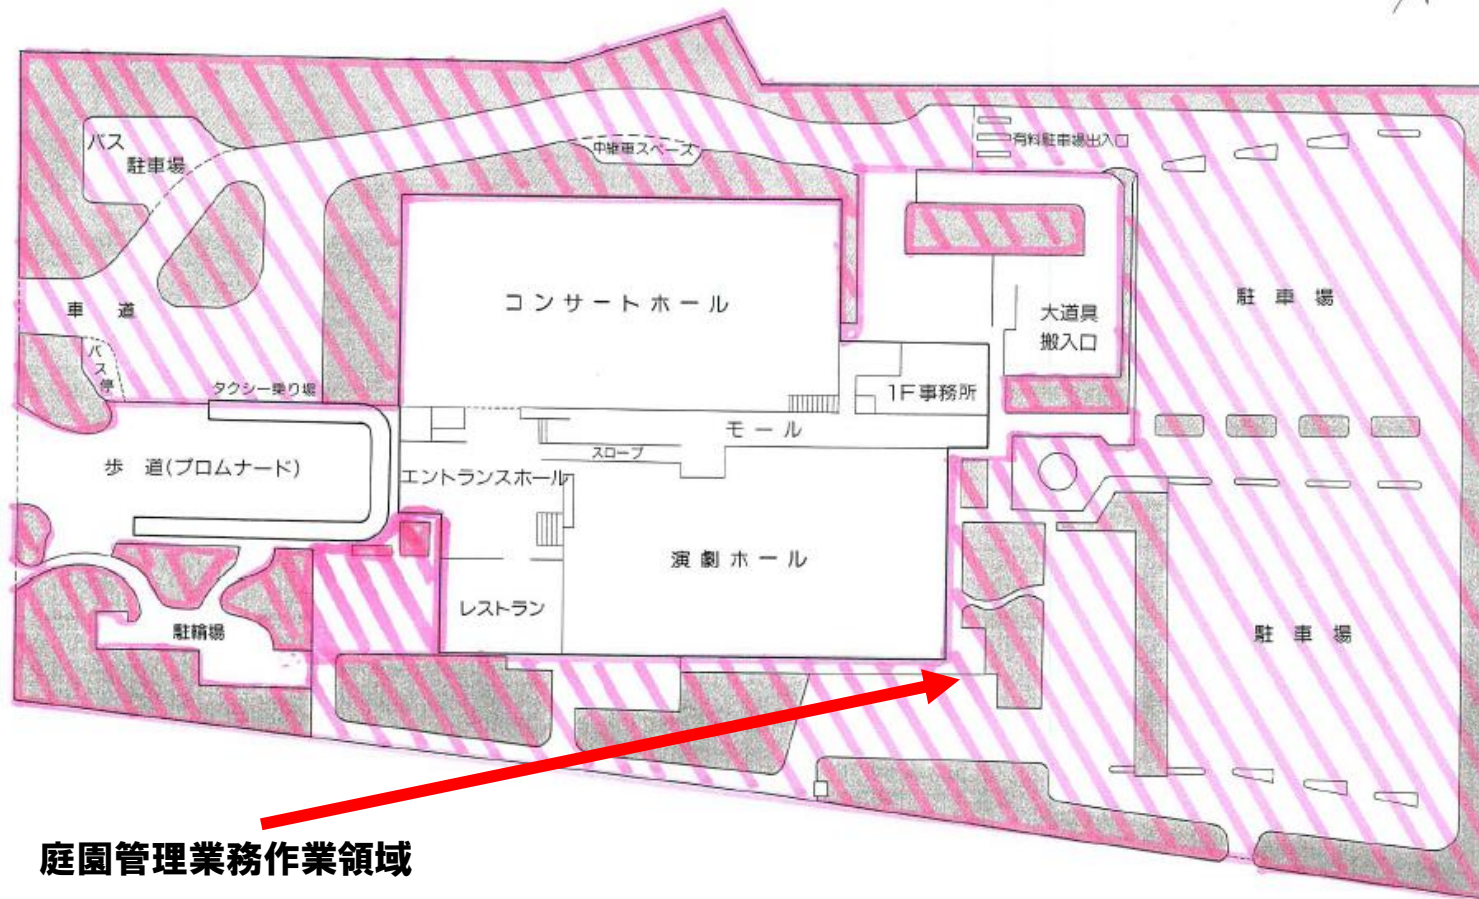 バス
駐車場
中継車スペース
有料駐車場出入口
コンサートホール
駐車場
車道
大道具
搬入口
バス停
タクシー乗り場
1F事務所
モール
スロープ
歩 道(プロムナード)
エントランスホール
演劇ホール
レストラン
駐輪場
駐車場
庭園管理業務作業領域